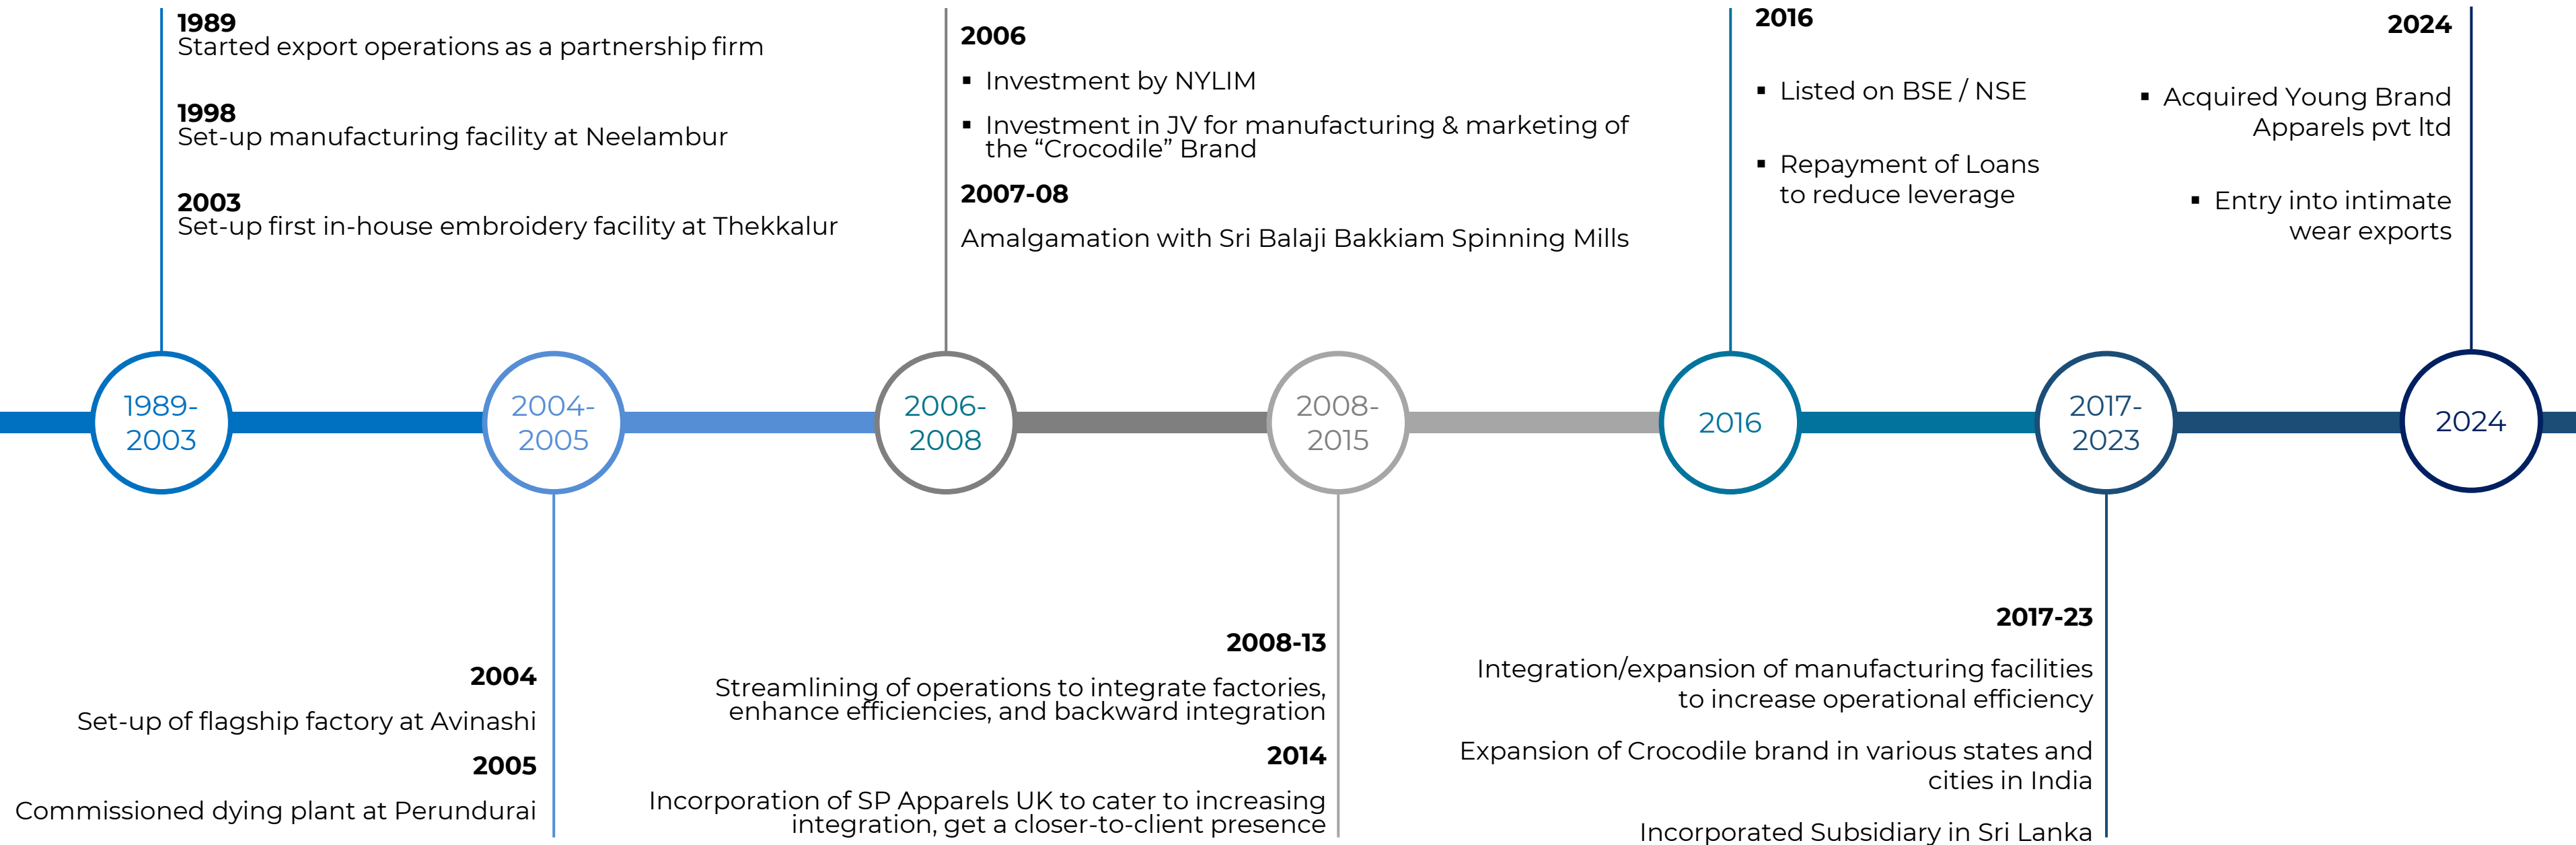 1989
Started export operations as a partnership firm
1998
Set-up manufacturing facility at Neelambur
2003
Set-up first in-house embroidery facility at Thekkalur
2006
▪ Investment by NYLIM
▪ Investment in JV for manufacturing & marketing of
the “Crocodile” Brand
2007-08
Amalgamation with Sri Balaji Bakkiam Spinning Mills
2016
▪ Listed on BSE / NSE
▪ Repayment of Loans
to reduce leverage
2024
▪ Acquired Young Brand
Apparels pvt ltd
▪ Entry into intimate
wear exports
1989-
2003
2004-
2005
2006-
2008
2008-
2015
2016
2017-
2023
2024
2004
Set-up of flagship factory at Avinashi
2005
Commissioned dying plant at Perundurai
2008-13
Streamlining of operations to integrate factories,
enhance efficiencies, and backward integration
2014
Incorporation of SP Apparels UK to cater to increasing
integration, get a closer-to-client presence
2017-23
Integration/expansion of manufacturing facilities
to increase operational efficiency
Expansion of Crocodile brand in various states and
cities in India
Incorporated Subsidiary in Sri Lanka